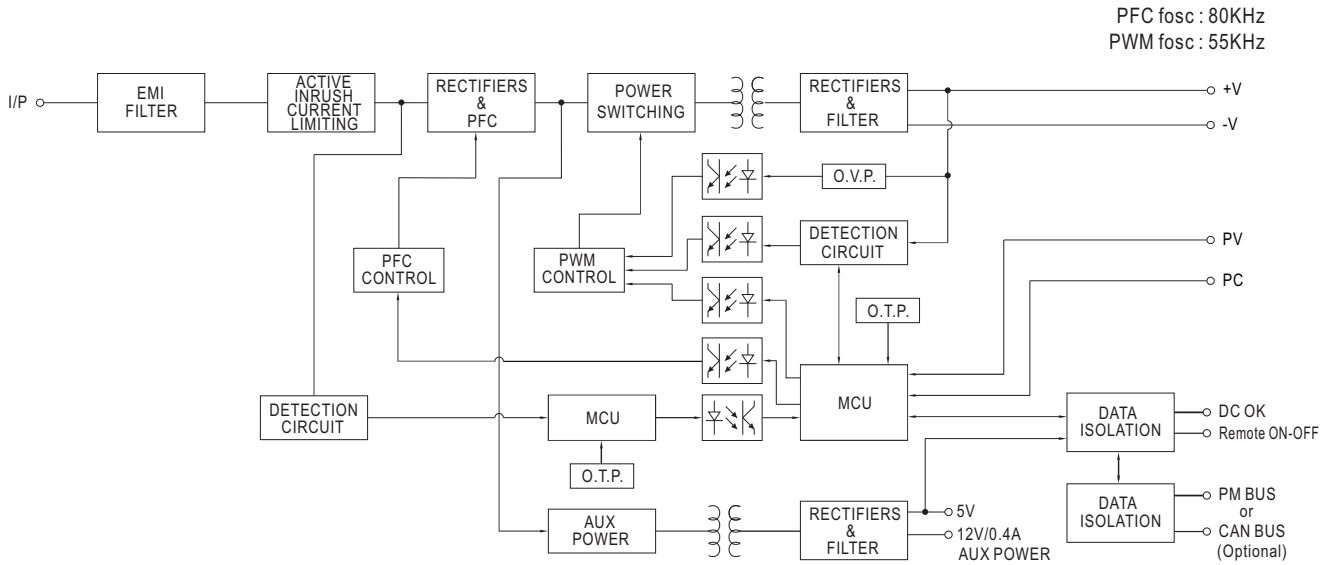 PFC fosc : 80KHz
PWM fosc : 55KHz
I/P
EMI
FILTER
ACTIVE
INRUSH
CURRENT
LIMITING
RECTIFIERS
&
PFC
POWER
SWITCHING
RECTIFIERS
&
FILTER
+V
-V
O.V.P.
DETECTION
CIRCUIT
PFC
CONTROL
PWM
CONTROL
PV
PC
O.T.P.
MCU
DETECTION
CIRCUIT
MCU
O.T.P.
DATA
ISOLATION
DC OK
Remote ON-OFF
DATA
ISOLATION
PM BUS
or
CAN BUS
(Optional)
AUX
POWER
RECTIFIERS
&
FILTER
5V
12V/0.4A
AUX POWER